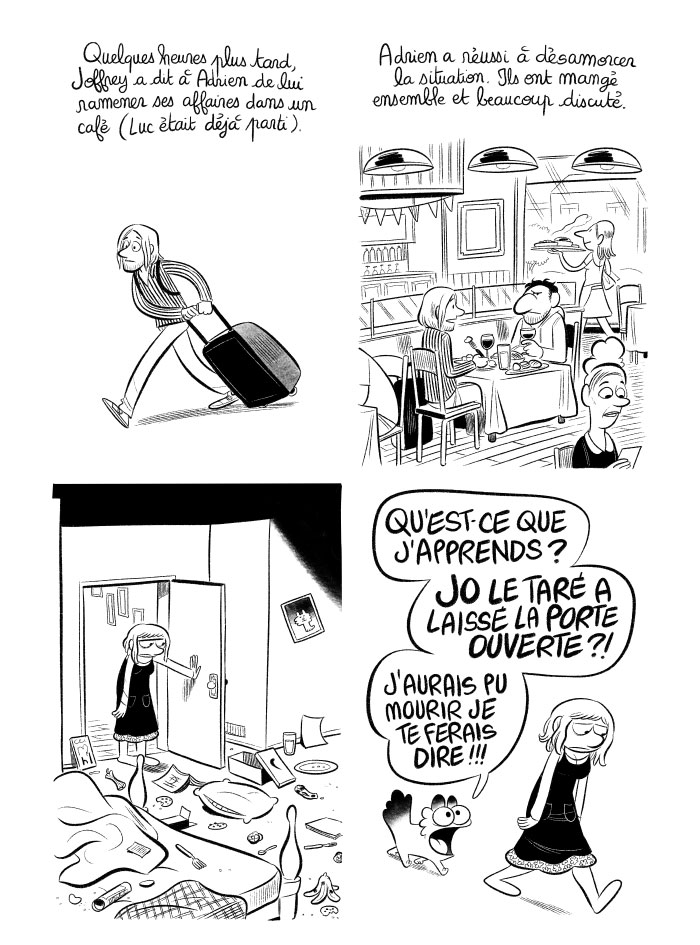 Quelques heures plus tard,
Joffrey a dit à Adrien de lui
ramener ses affaires dans un
café (Luc était déjà parti).
Adrien a réussi à désamorcer
la situation. Ils ont mangé
ensemble et beaucoup discuté.
QU'EST-CE QUE
J'APPRENDS ?
JO LE TARÉ A
LAISSÉ LA PORTE
OUVERTE ?!
J'AURAIS PU
MOURIR JE
TE FERAIS
DIRE !!!